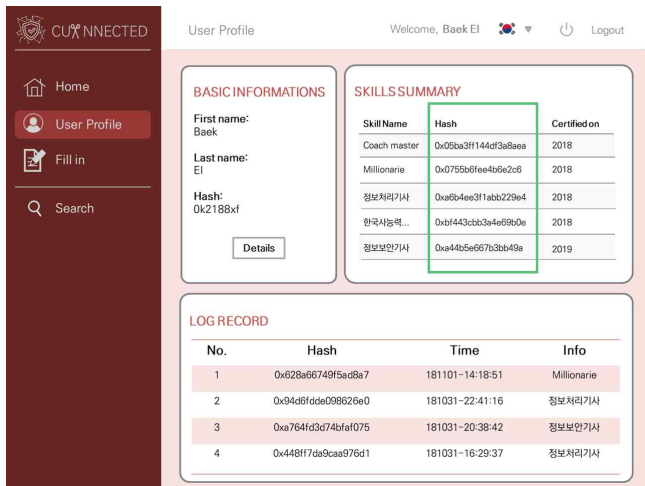 CUNNECTED
User Profile
Welcome, Baek El
Logout
Home
User Profile
Fill in
Search
BASIC INFORMATIONS
First name:
Baek
Last name:
El
Hash:
0k2188xf
Details
SKILLS SUMMARY
Skill Name Hash Certified on
Coach master 0x05ba3ff144df3a8aea 2018
Millionarie 0x0755b6fee4b6e2c6 2018
정보처리기사 0xa6b4ee3f1abb229e4 2018
한국사능력... 0xbf443cbb3a4e69b0e 2018
정보보안기사 0xa44b5e667b3bb49a 2019
LOG RECORD
No. Hash Time Info
1 0x628a66749f5ad8a7 181101-14:18:51 Millionarie
2 0x94d6fdde098626e0 181031-22:41:16 정보처리기사
3 0xa764fd3d74bfaf075 181031-20:38:42 정보보안기사
4 0x448ff7da9caa976d1 181031-16:29:37 정보처리기사